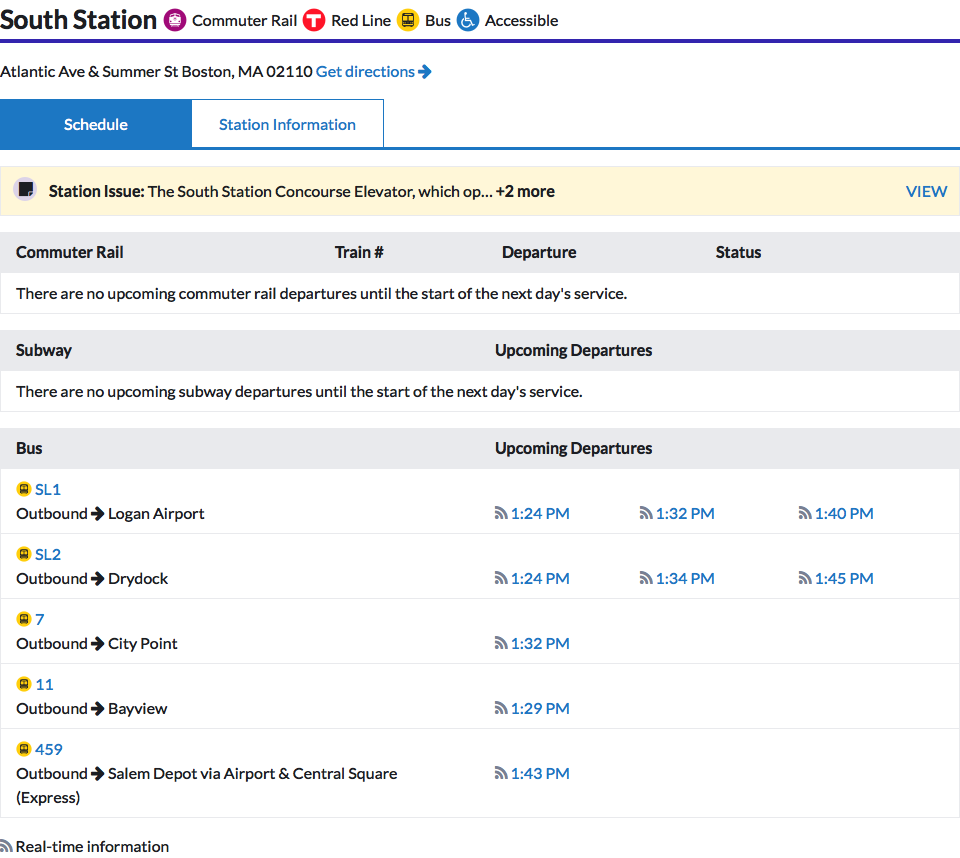 South Station Commuter Rail T Red Line Bus Accessible
Atlantic Ave & Summer St Boston, MA 02110 Get directions
Schedule Station Information
Station Issue: The South Station Concourse Elevator, which op... +2 more VIEW
Commuter Rail Train # Departure Status
There are no upcoming commuter rail departures until the start of the next day's service.
Subway Upcoming Departures
There are no upcoming subway departures until the start of the next day's service.
Bus Upcoming Departures
SL1
Outbound → Logan Airport 1:24 PM 1:32 PM 1:40 PM
SL2
Outbound → Drydock 1:24 PM 1:34 PM 1:45 PM
7
Outbound → City Point 1:32 PM
11
Outbound → Bayview 1:29 PM
459
Outbound → Salem Depot via Airport & Central Square 1:43 PM
(Express)
Real-time information